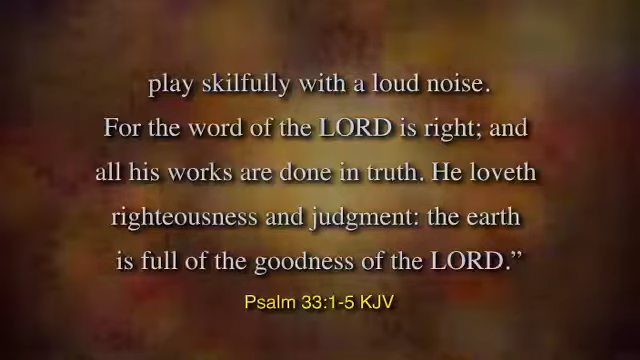 play skilfully with a loud noise.
For the word of the LORD is right; and
all his works are done in truth. He loveth
righteousness and judgment: the earth
is full of the goodness of the LORD.”
Psalm 33:1-5 KJV